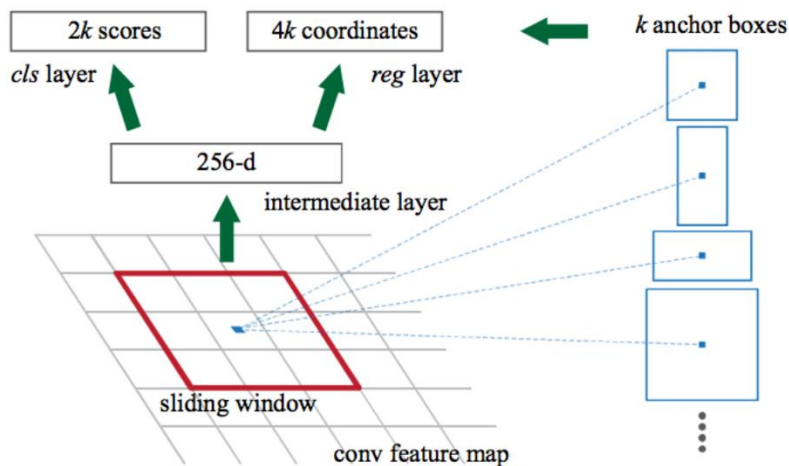 2k scores
4k coordinates
k anchor boxes
cls layer
reg layer
256-d
intermediate layer
sliding window
conv feature map